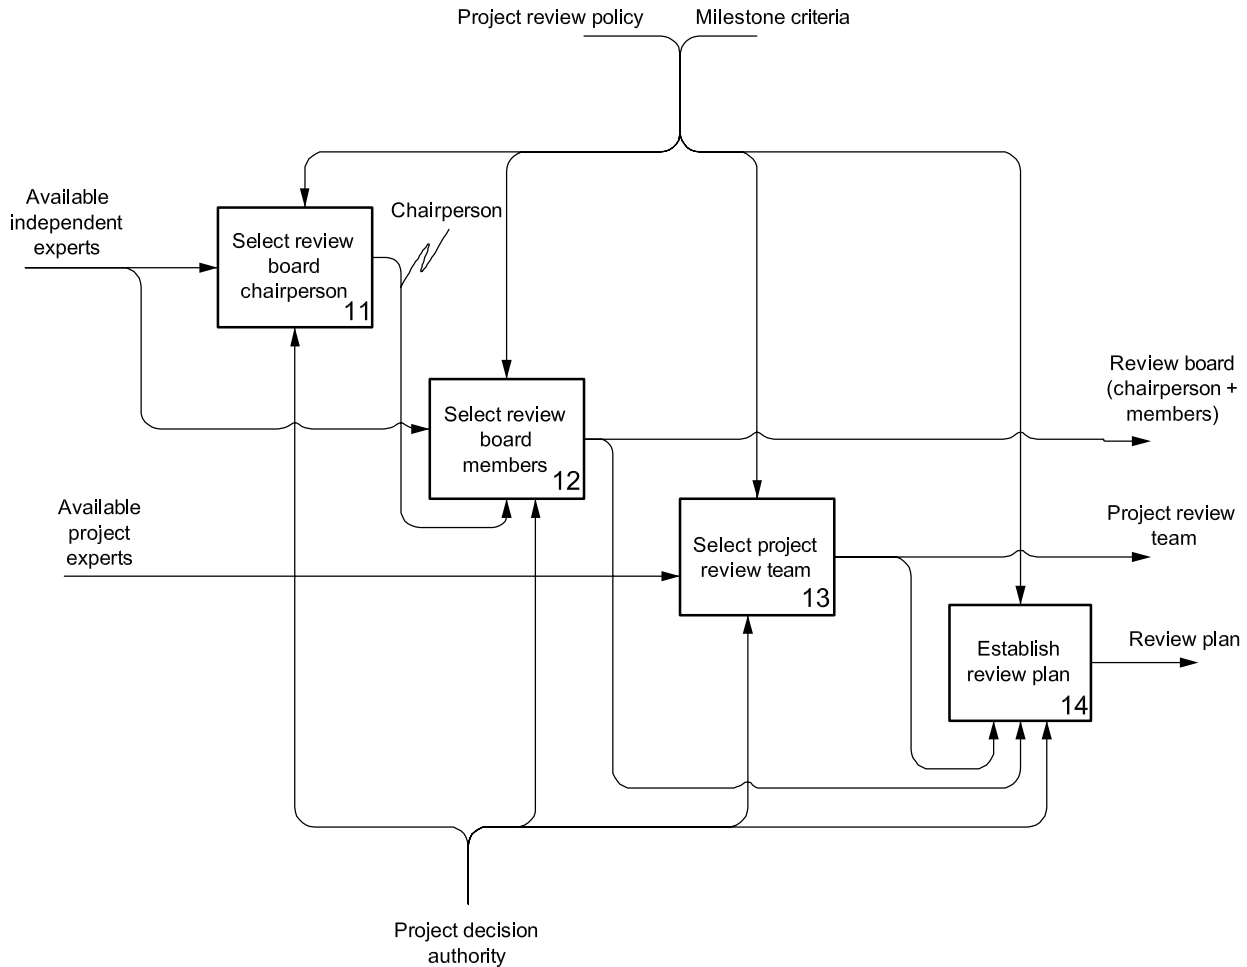 Project review policy
Milestone criteria
Available
independent
experts
Chairperson
Select review
board
chairperson
11
Review board
(chairperson +
members)
Select review
board
members
12
Available
project
experts
Project review
team
Select project
review team
13
Review plan
Establish
review plan
14
Project decision
authority